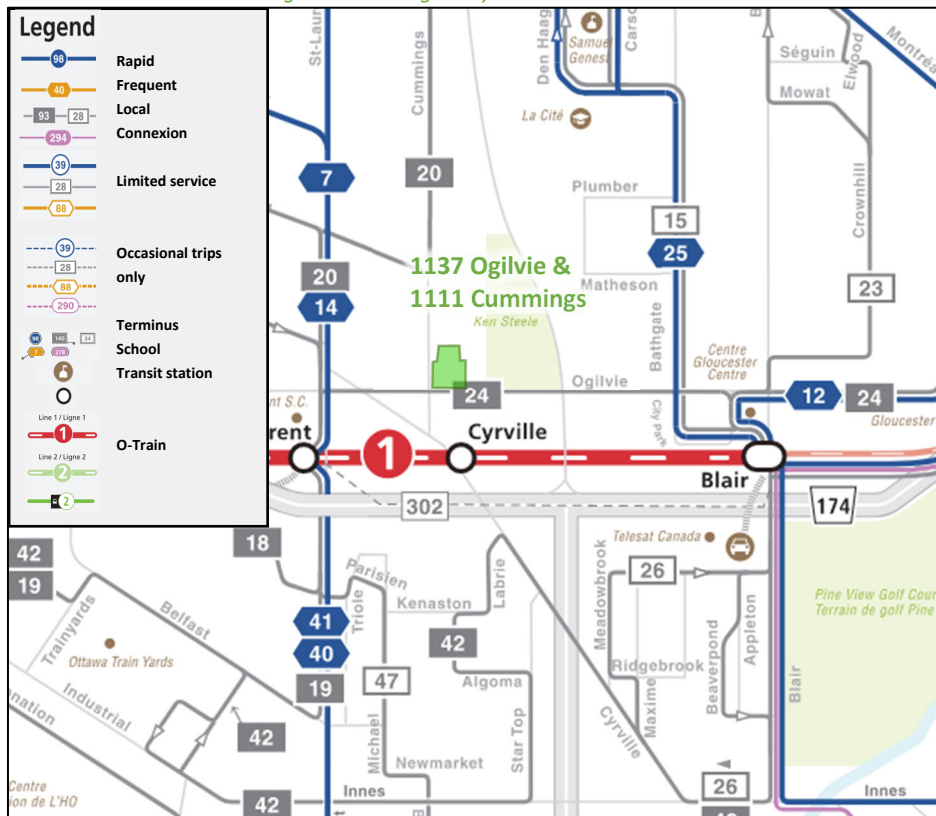 Legend
98
Rapid
40
Frequent
93
28
Local
294
Connexion
39
28
88
Limited service
39
28
88
290
Occasional trips
only
98
140
34
7
278
Terminus
School
Transit station
Line 1 / Ligne 1
1
Line 2 / Ligne 2
2
2
O-Train
St-Laur
Cummings
Den Haag
Samuel
Genest
Carso
La Cité
Séguin
Elwood
Montréa
Mowat
7
20
Plumber
15
25
Crownhill
20
14
1137 Ogilvie &
1111 Cummings
Ken Steele
Matheson
Bathgate
23
Centre
Gloucester
Centre
24
Ogilvie
12
24
Gloucester
City Park
nt S.C.
rent
1
Cyrville
Blair
302
174
Telesat Canada
42
19
18
Parisien
Triole
Kenaston
Labrie
Meadowbrook
26
Appleton
Pine View Golf Cour
Terrain de golf Pine
Trainyards
Belfast
41
40
19
42
Ottawa Train Yards
47
Algoma
Ridgebrook
Beaverpond
Maxime
Blair
Industrial
nation
42
Michael
Star Top
Cyrville
Newmarket
26
Centre
ion de L'HO
42
Innes
Innes